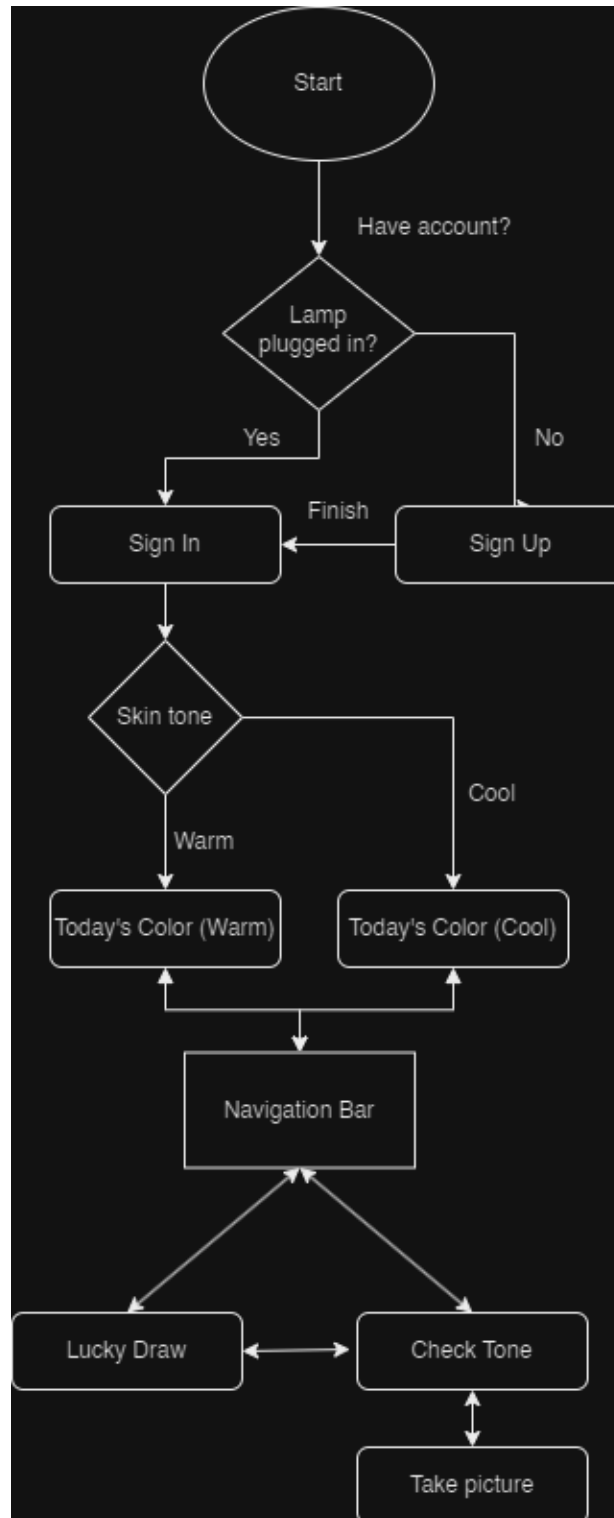 Start
Have account?
Lamp
plugged in?
Yes
No
Finish
Sign In
Sign Up
Skin tone
Cool
Warm
Today's Color (Warm)
Today's Color (Cool)
Navigation Bar
Lucky Draw
Check Tone
Take picture